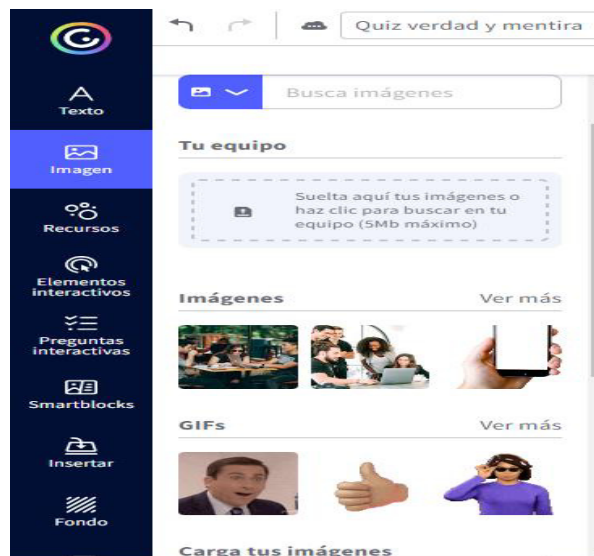 Quiz verdad y mentira
Texto
Busca imágenes
Imagen
Tu equipo
Suelta aquí tus imágenes o
haz clic para buscar en tu
equipo (5Mb máximo)
Recursos
Elementos
interactivos
Imágenes Ver más
Preguntas
interactivas
Smartblocks
GIFs Ver más
Insertar
Fondo
Carga tus imágenes